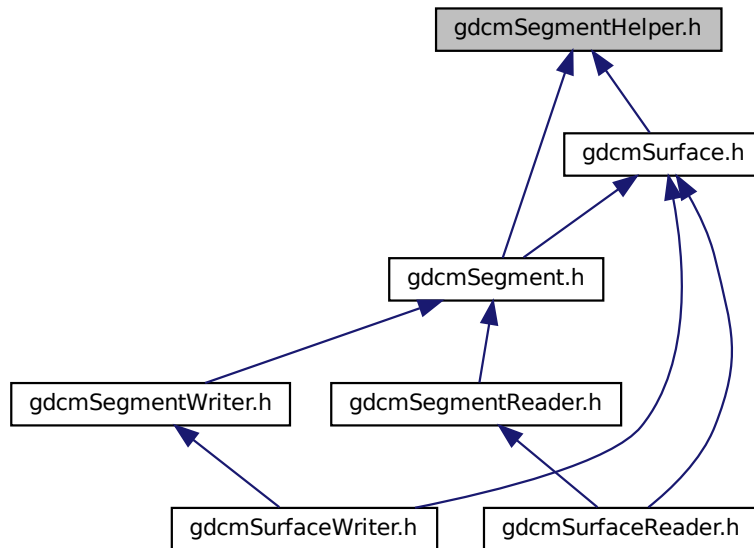 gdcmSegmentHelper.h
gdcmSurface.h
gdcmSegment.h
gdcmSegmentWriter.h
gdcmSegmentReader.h
gdcmSurfaceWriter.h
gdcmSurfaceReader.h